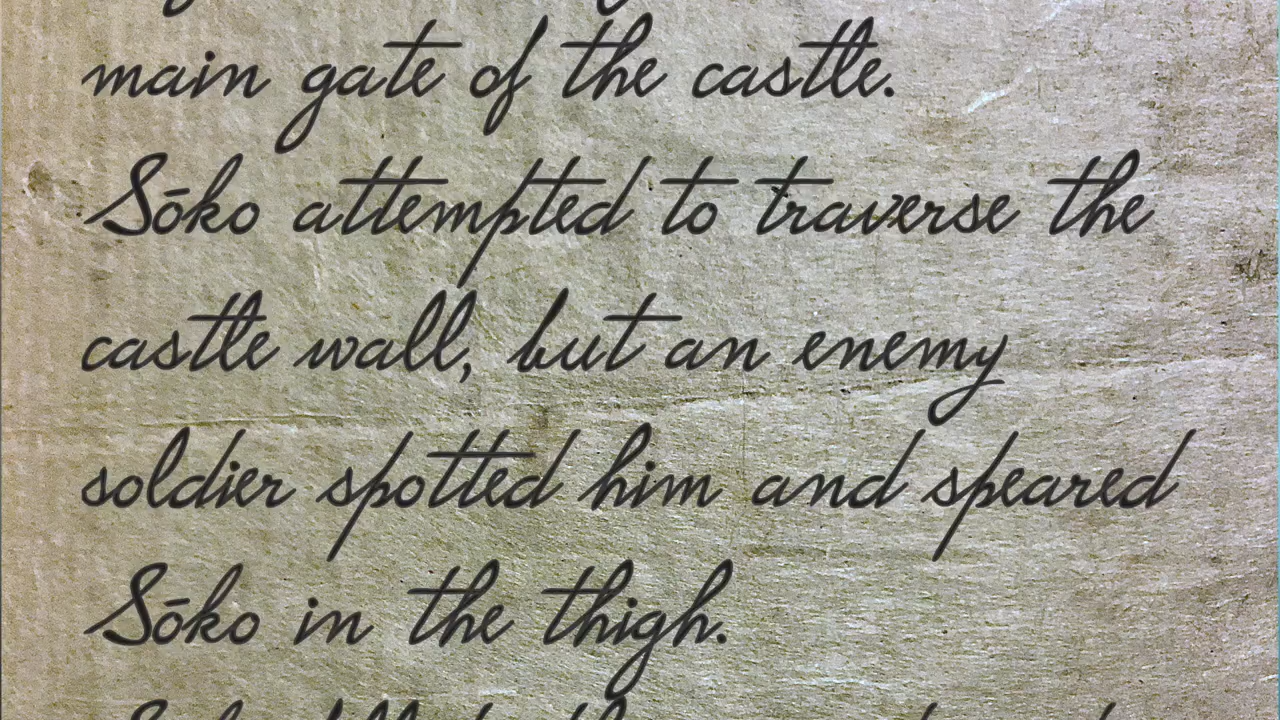 main gate of the castle.
Sōko attempted to traverse the
castle wall, but an enemy
soldier spotted him and speared
Sōko in the thigh.